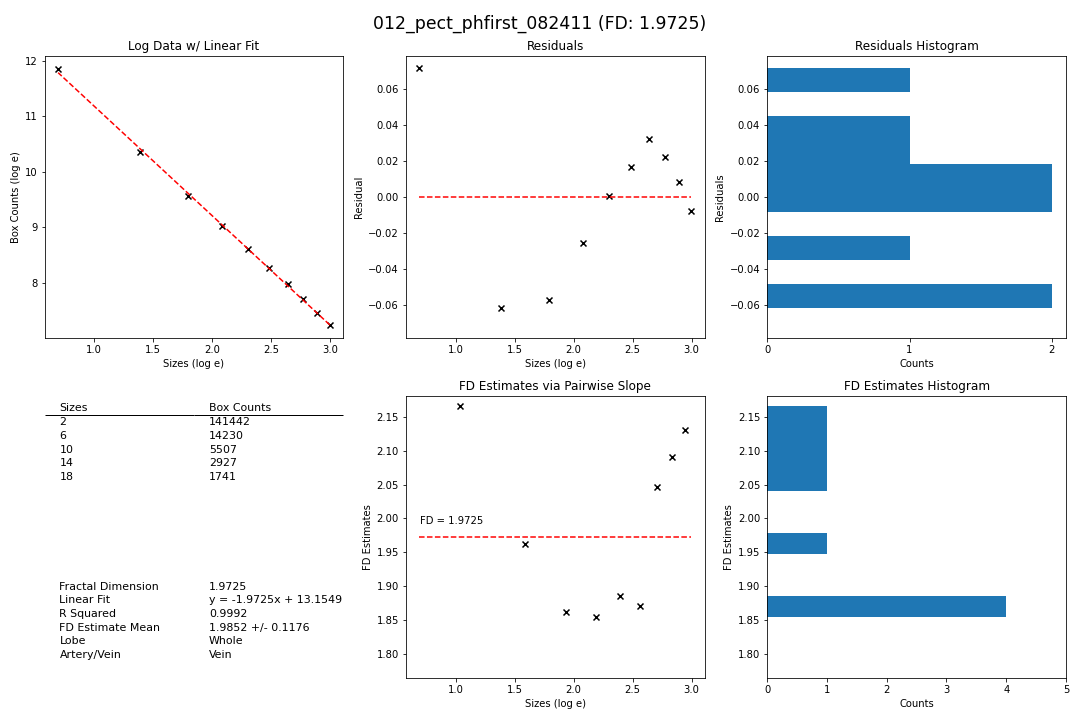 012_pect_phfirst_082411 (FD: 1.9725)
Log Data w/ Linear Fit
12
11
10
9
8
Box Counts (log e)
1.0 1.5 2.0 2.5 3.0
Sizes (log e)
Residuals
0.06
0.04
0.02
0.00
−0.02
−0.04
−0.06
Residual
1.0 1.5 2.0 2.5 3.0
Sizes (log e)
Residuals Histogram
0.06
0.04
0.02
0.00
−0.02
−0.04
−0.06
Residuals
0 1 2
Counts
Sizes Box Counts
2 141442
6 14230
10 5507
14 2927
18 1741
Fractal Dimension 1.9725
Linear Fit y = -1.9725x + 13.1549
R Squared 0.9992
FD Estimate Mean 1.9852 +/- 0.1176
Lobe Whole
Artery/Vein Vein
FD Estimates via Pairwise Slope
2.15
2.10
2.05
2.00
1.95
1.90
1.85
1.80
FD Estimates
FD = 1.9725
1.0 1.5 2.0 2.5 3.0
Sizes (log e)
FD Estimates Histogram
2.15
2.10
2.05
2.00
1.95
1.90
1.85
1.80
FD Estimates
0 1 2 3 4 5
Counts